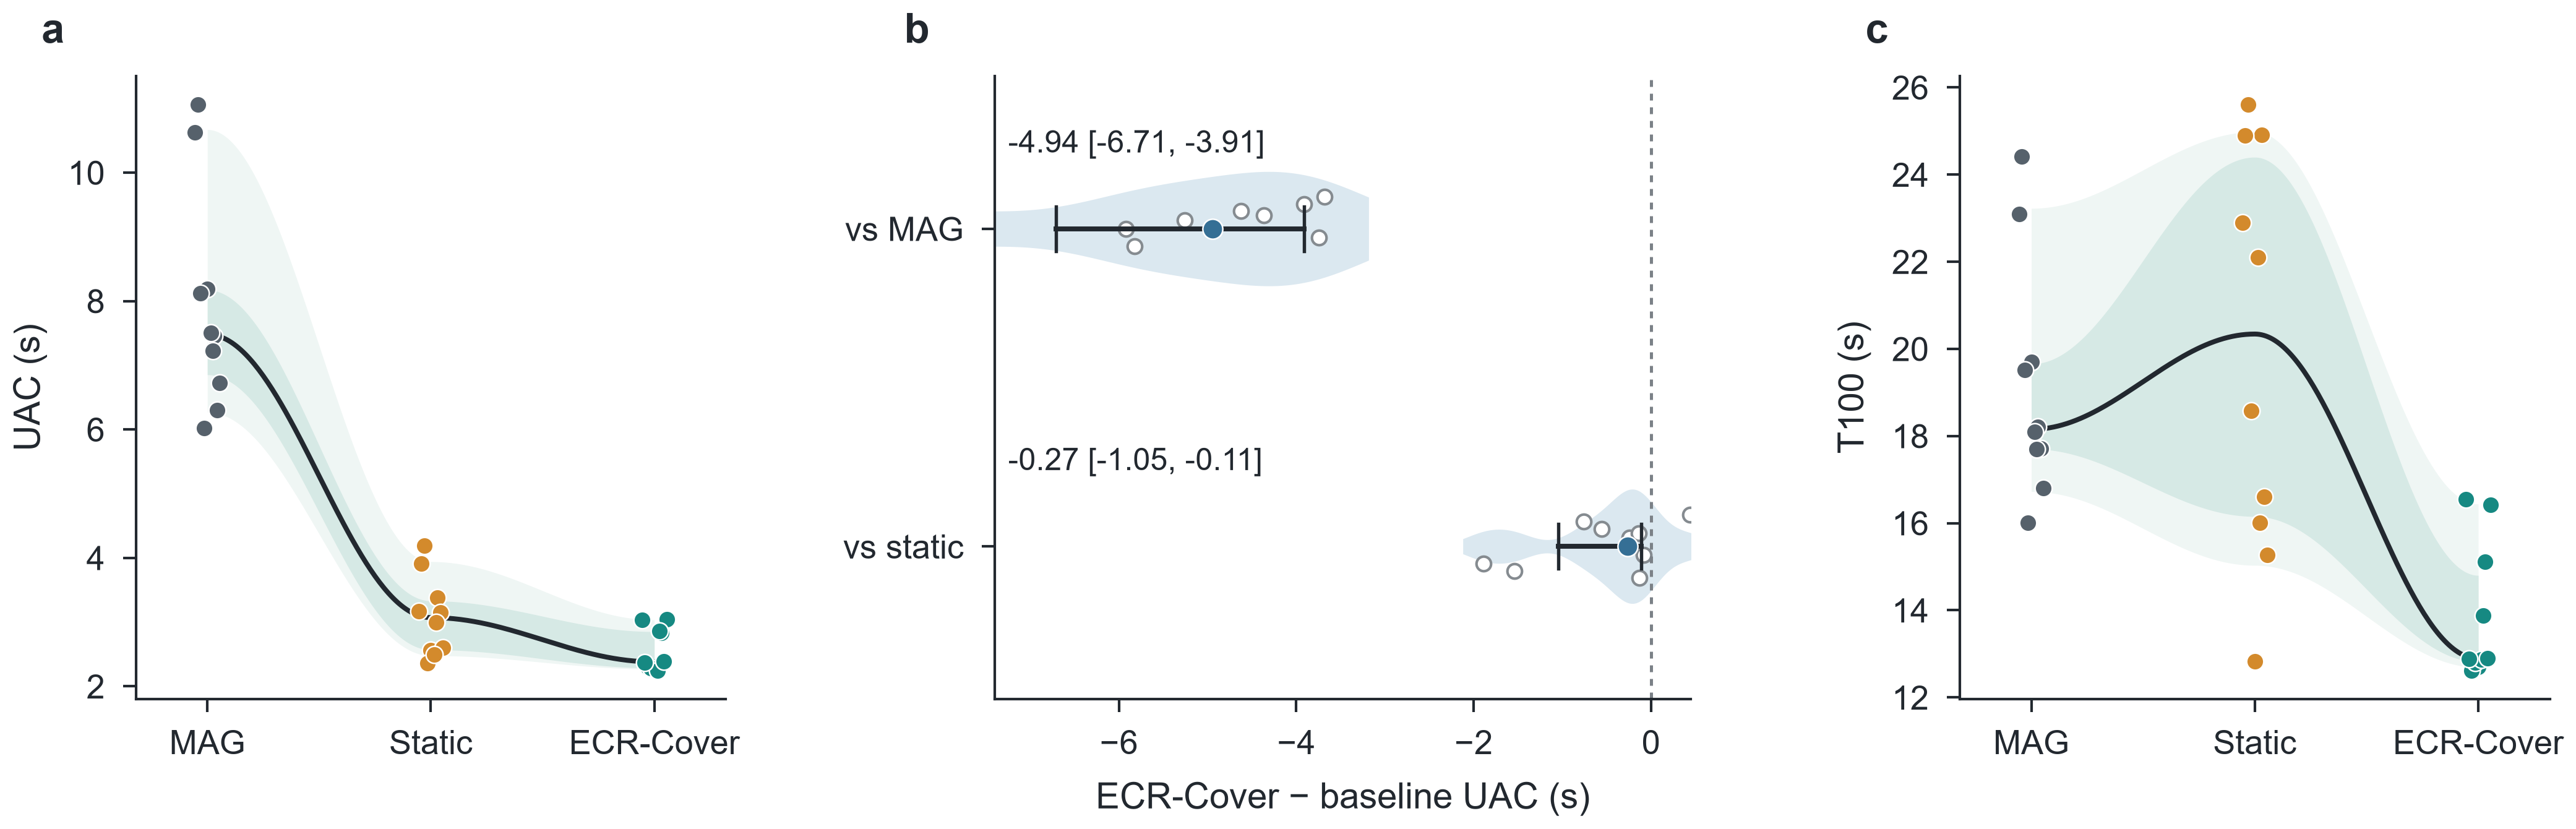 a
UAC (s)
10
8
6
4
2
MAG
Static
ECR-Cover
b
-4.94 [-6.71, -3.91]
vs MAG
-0.27 [-1.05, -0.11]
vs static
−6
−4
−2
0
ECR-Cover − baseline UAC (s)
c
T100 (s)
26
24
22
20
18
16
14
12
MAG
Static
ECR-Cover